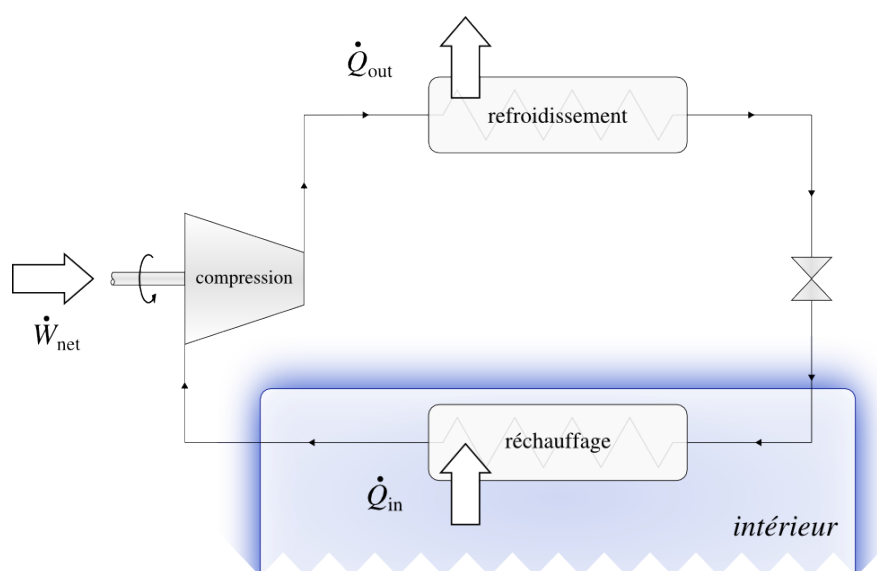 Q̇out
refroidissement
compression
Ẇnet
réchauffage
Q̇in
intérieur